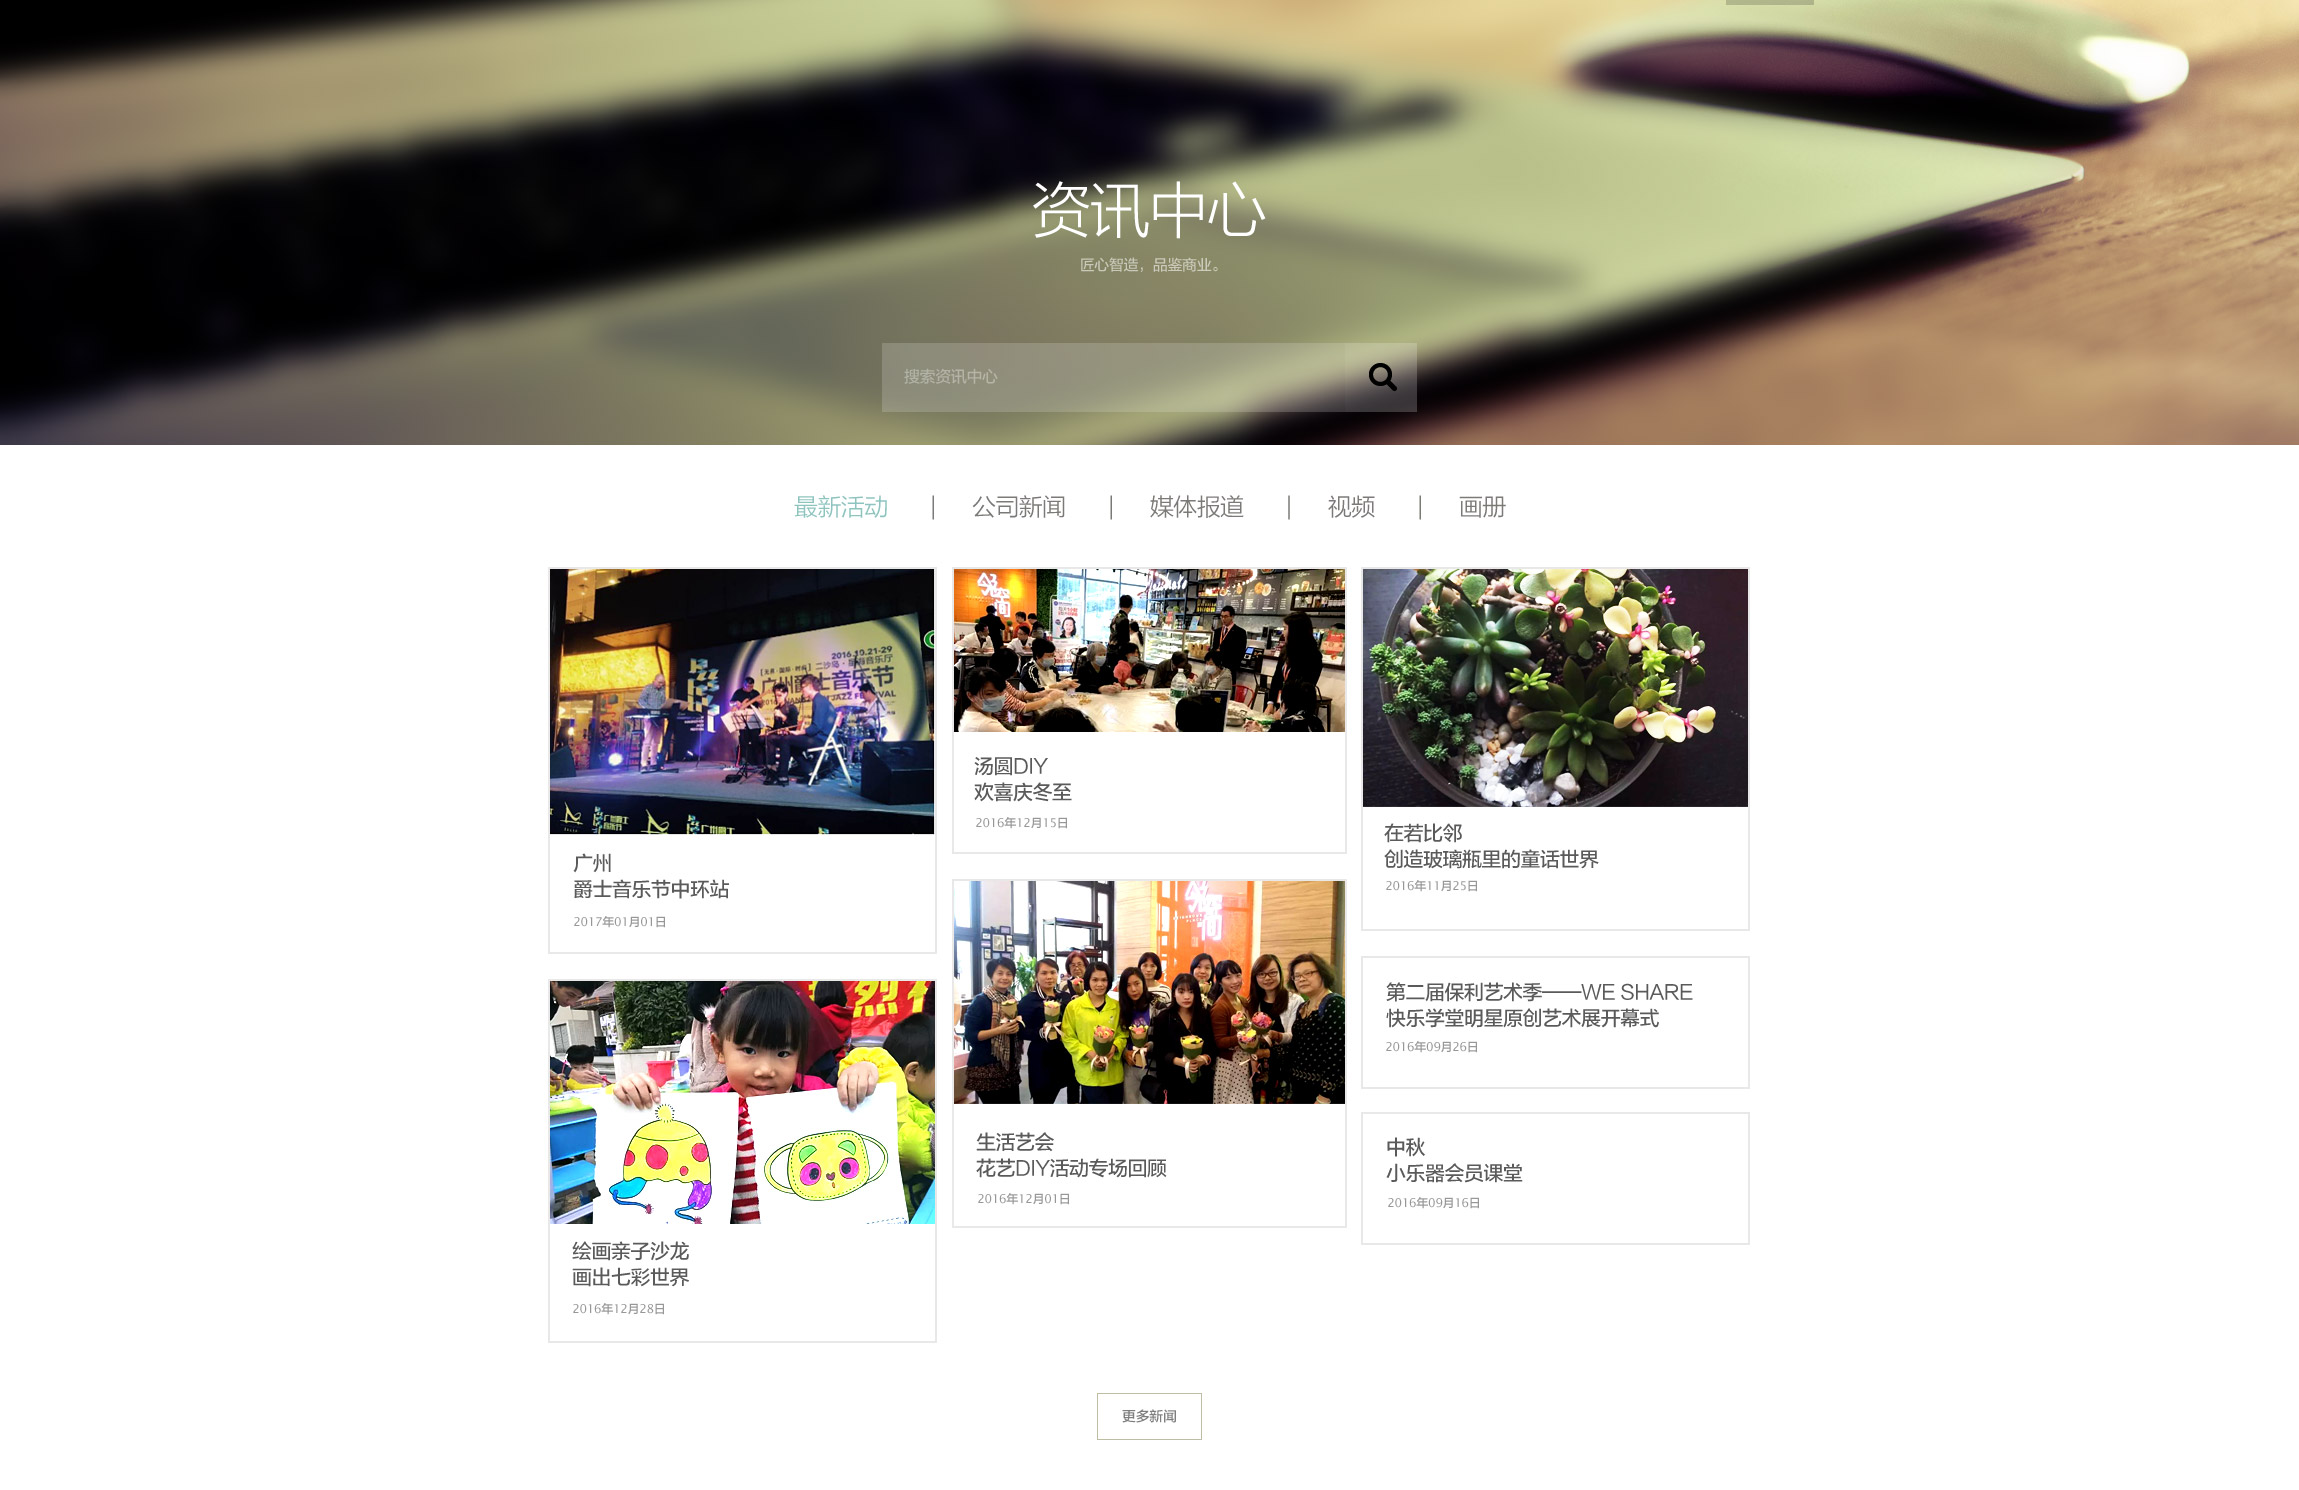 资讯中心
匠心智造，品鉴商业。
搜索资讯中心
最新活动 | 公司新闻 | 媒体报道 | 视频 | 画册
2016.10.21-29
广州爵士音乐节
广州
爵士音乐节中环站
2017年01月01日
绘画亲子沙龙
画出七彩世界
2016年12月28日
汤圆DIY
欢喜庆冬至
2016年12月15日
生活艺会
花艺DIY活动专场回顾
2016年12月01日
在若比邻
创造玻璃瓶里的童话世界
2016年11月25日
第二届保利艺术季——WE SHARE
快乐学堂明星原创艺术展开幕式
2016年09月26日
中秋
小乐器会员课堂
2016年09月16日
更多新闻